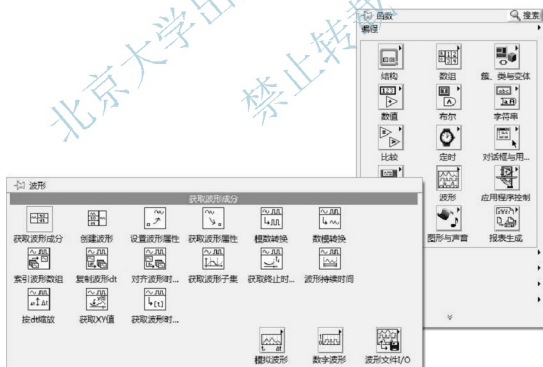 北京大学出
禁止转载
函数
搜索
编程
结构
数组
簇、类与变体
数值
布尔
字符串
比较
定时
对话框与用...
波形
应用程序控制
图形与声音
报表生成
波形
获取波形成分
获取波形成分
创建波形
设置波形属性
获取波形属性
模数转换
数模转换
索引波形数组
复制波形dt
对齐波形时...
获取波形子集
获取终止时...
波形持续时间
按dt缩放
获取XY值
获取波形时...
模拟波形
数字波形
波形文件I/O